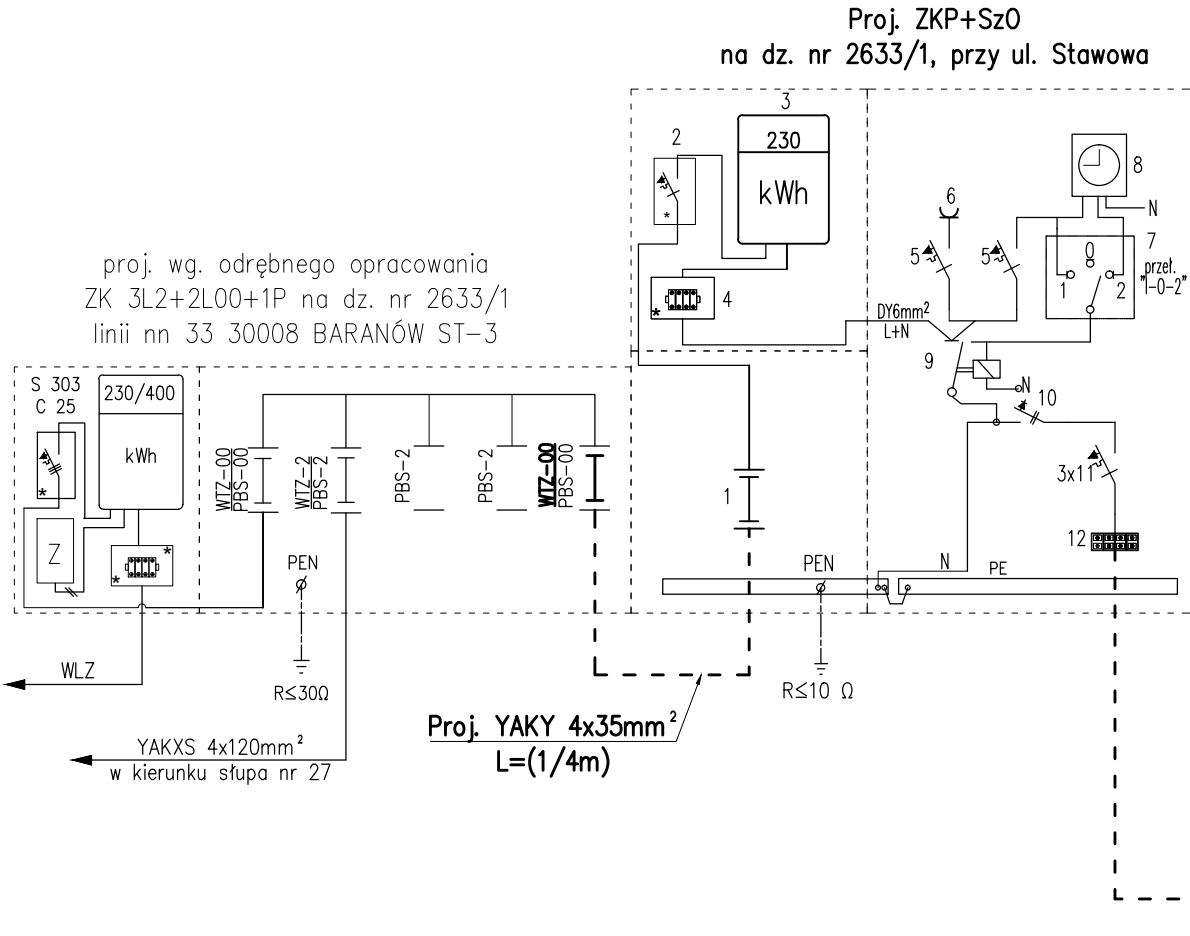 Proj. ZKP+SzO
na dz. nr 2633/1, przy ul. Stawowa
proj. wg. odrębnego opracowania
ZK 3L2+2L00+1P na dz. nr 2633/1
linii nn 33 30008 BARANÓW ST-3
S 303
C 25
230/400
kWh
*
Z
*
*
WTZ-00
PBS-00
WTZ-2
PBS-2
PBS-2
PBS-2
WTZ-00
PBS-00
PEN
R≤30Ω
WLZ
YAKXS 4x120mm²
w kierunku słupa nr 27
Proj. YAKY 4x35mm²
L=(1/4m)
2
*
3
230
kWh
4
*
1
PEN
R≤10 Ω
DY6mm²
L+N
5
6
5
8
N
7
przeł.
"1-0-2"
0
1
2
9
N
10
3x11
12
N
PE